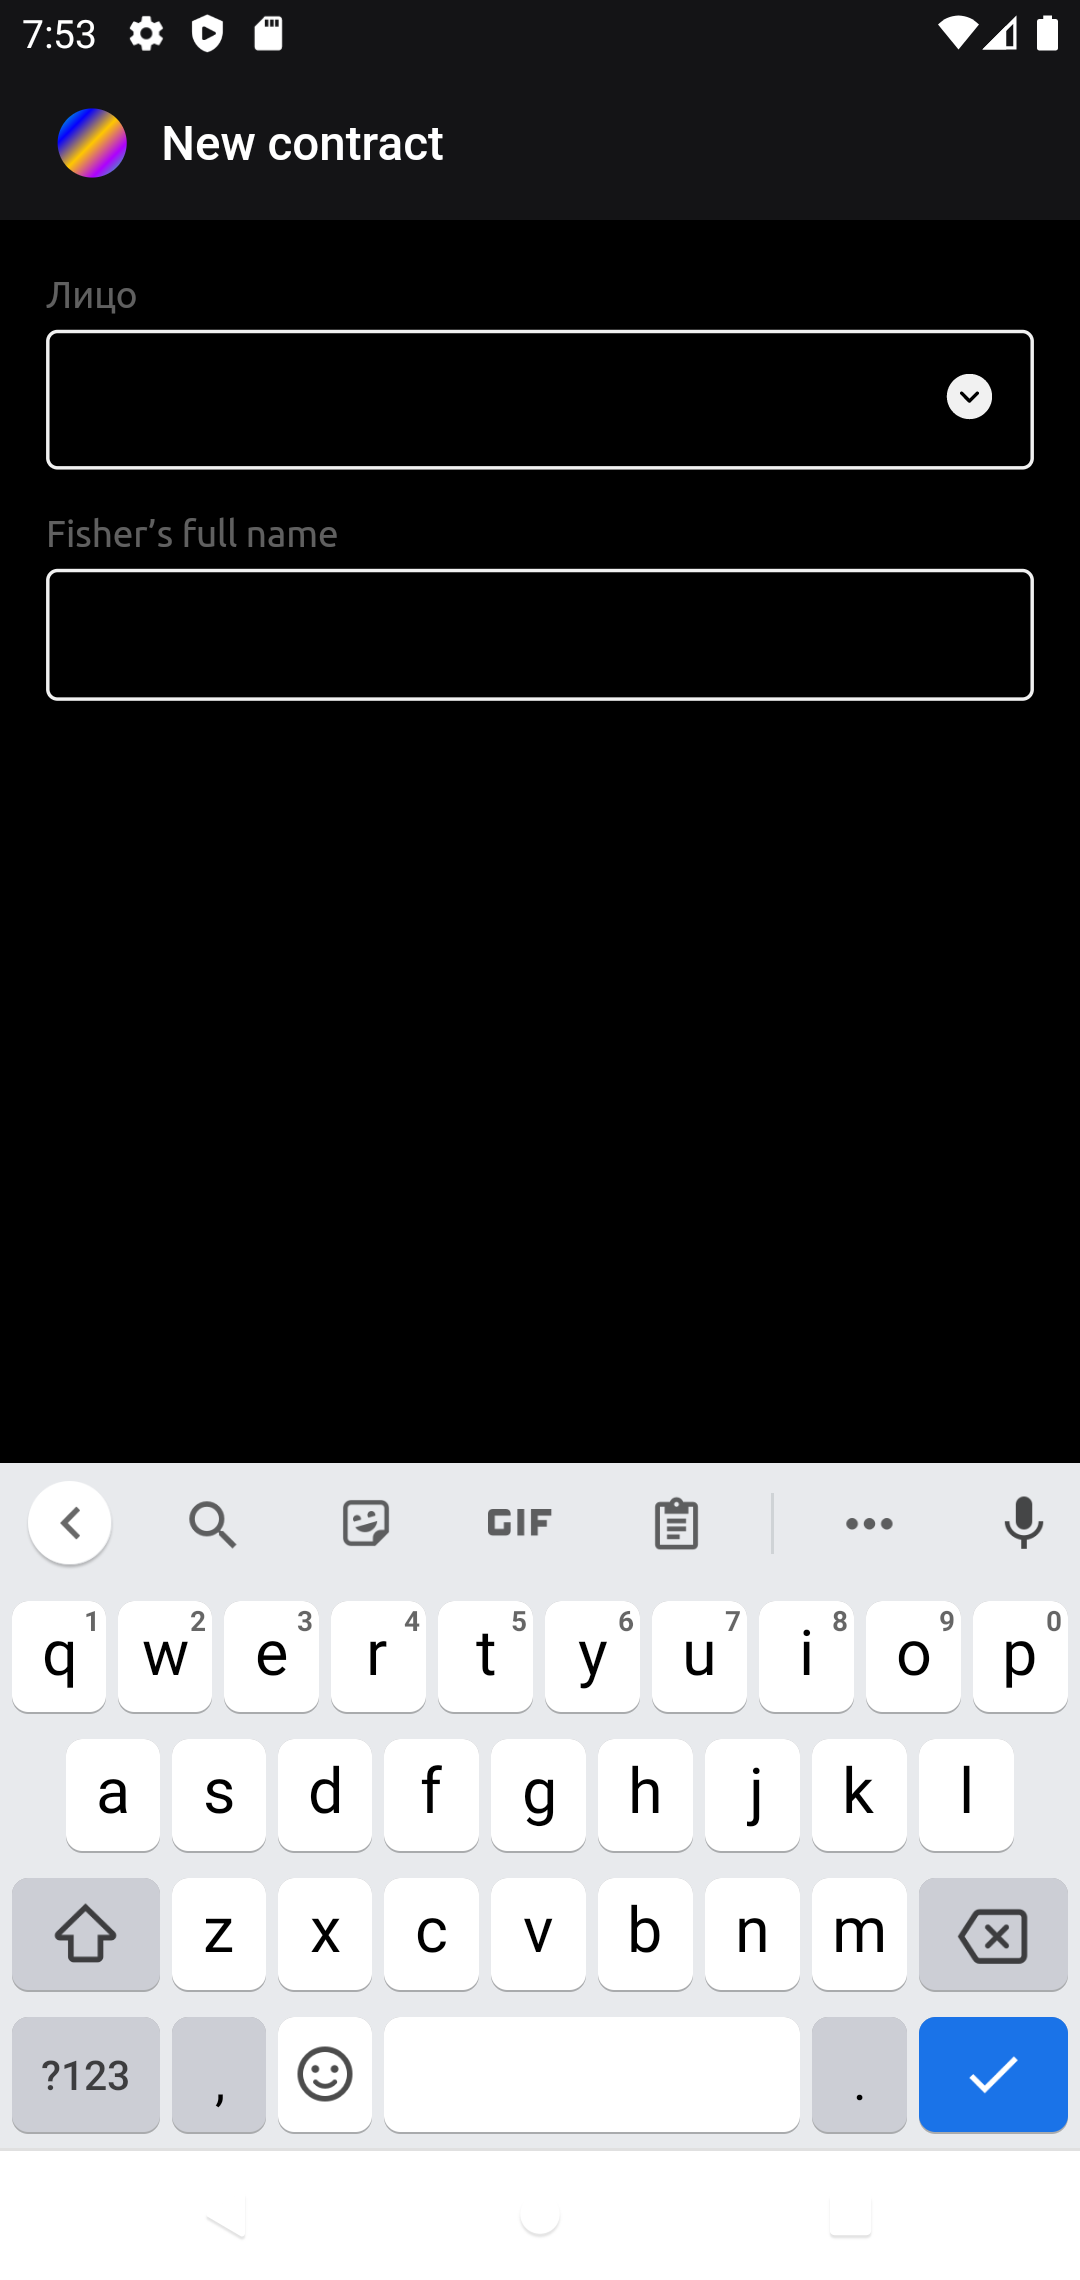 7:53
New contract
Лицо
Fisher’s full name
GIF
q 1 w 2 e 3 r 4 t 5 y 6 u 7 i 8 o 9 p 0
a s d f g h j k l
z x c v b n m
?123 , .